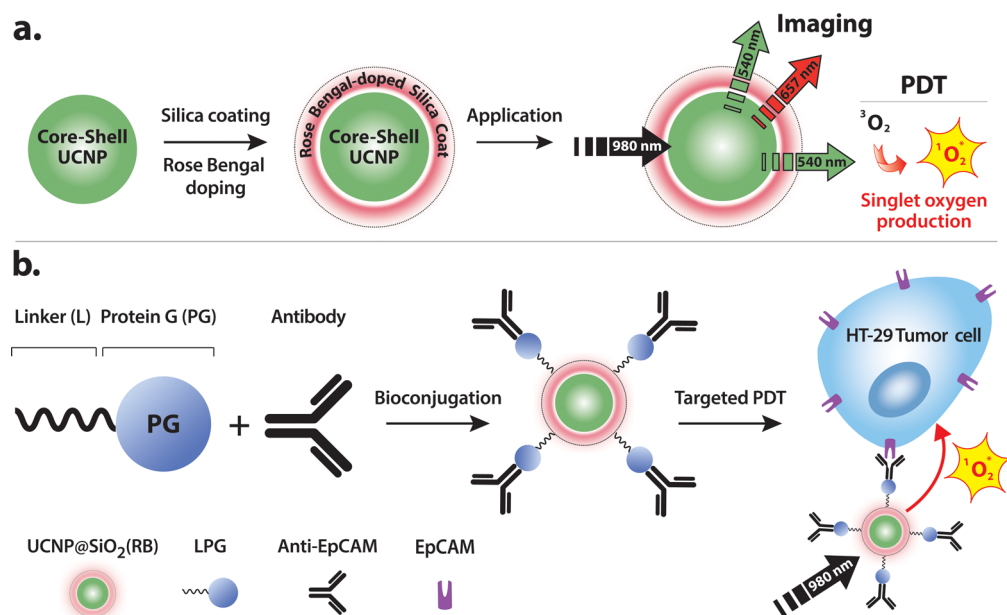 a.
Core-Shell
UCNP
Silica coating
Rose Bengal
doping
Rose Bengal-doped Silica Coat
Core-Shell
UCNP
Application
Imaging
980 nm
540 nm
657 nm
540 nm
PDT
³O₂
¹O₂*
Singlet oxygen
production
b.
Linker (L) Protein G (PG)
PG
+
Antibody
Bioconjugation
Targeted PDT
HT-29 Tumor cell
¹O₂*
980 nm
UCNP@SiO₂(RB)
LPG
Anti-EpCAM
EpCAM